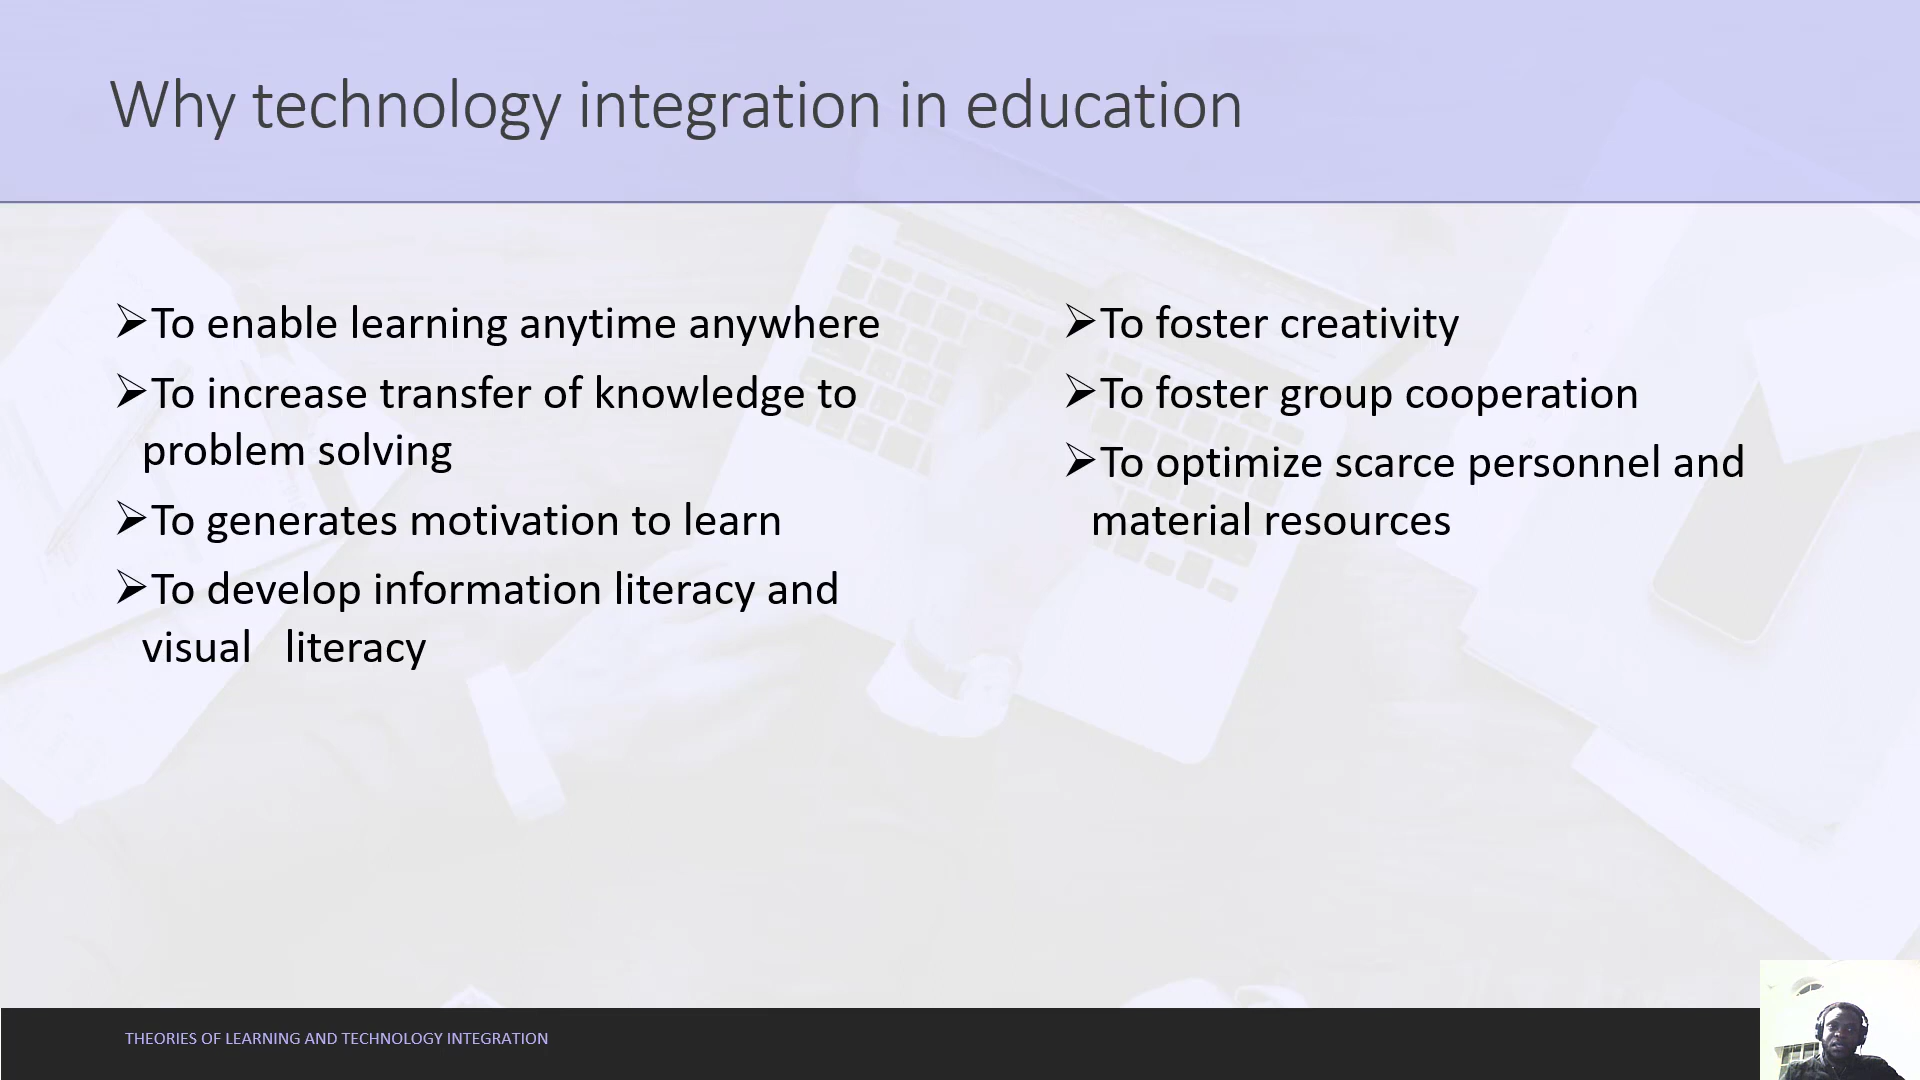 Why technology integration in education
➢To enable learning anytime anywhere
➢To increase transfer of knowledge to
problem solving
➢To generates motivation to learn
➢To develop information literacy and
visual   literacy
➢To foster creativity
➢To foster group cooperation
➢To optimize scarce personnel and
material resources
THEORIES OF LEARNING AND TECHNOLOGY INTEGRATION